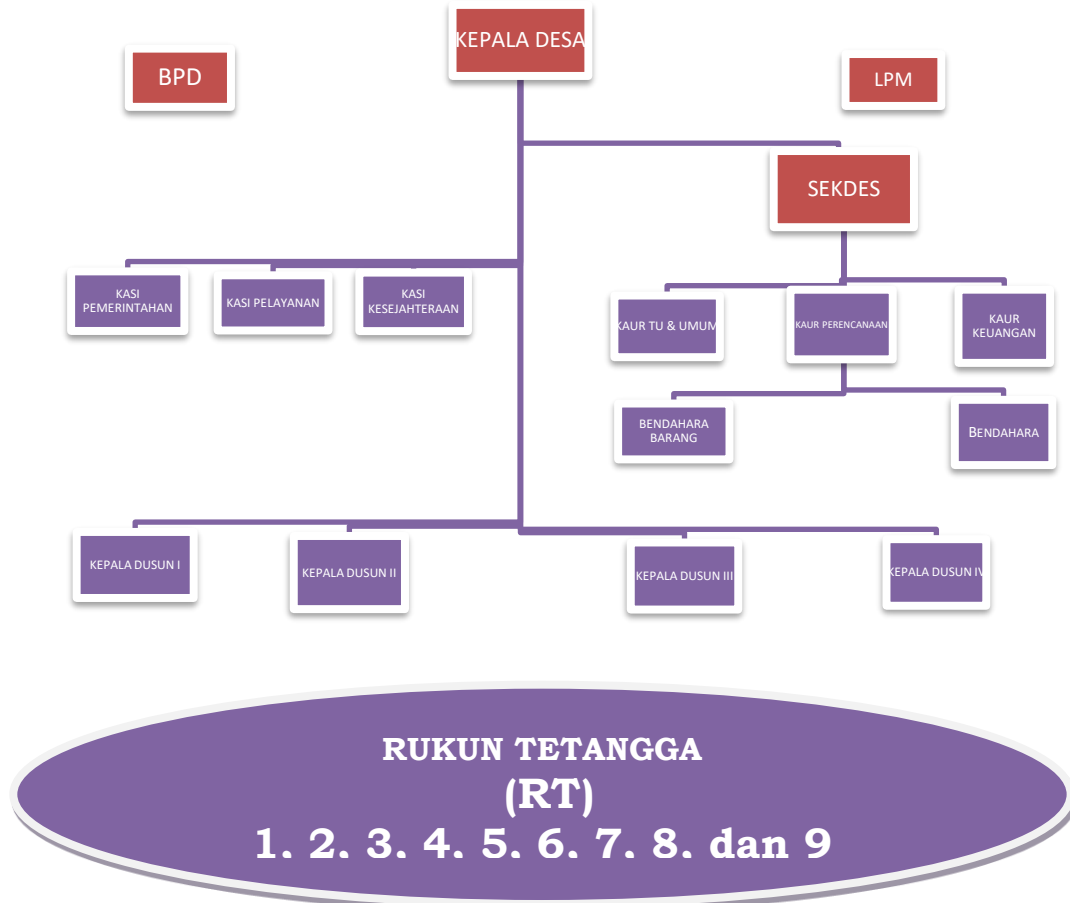 KEPALA DESA
BPD
LPM
SEKDES
KASI
PEMERINTAHAN
KASI PELAYANAN
KASI
KESEJAHTERAAN
KAUR TU & UMUM
KAUR PERENCANAAN
KAUR
KEUANGAN
BENDAHARA
BARANG
BENDAHARA
KEPALA DUSUN I
KEPALA DUSUN II
KEPALA DUSUN III
KEPALA DUSUN IV
RUKUN TETANGGA
(RT)
1, 2, 3, 4, 5, 6, 7, 8, dan 9